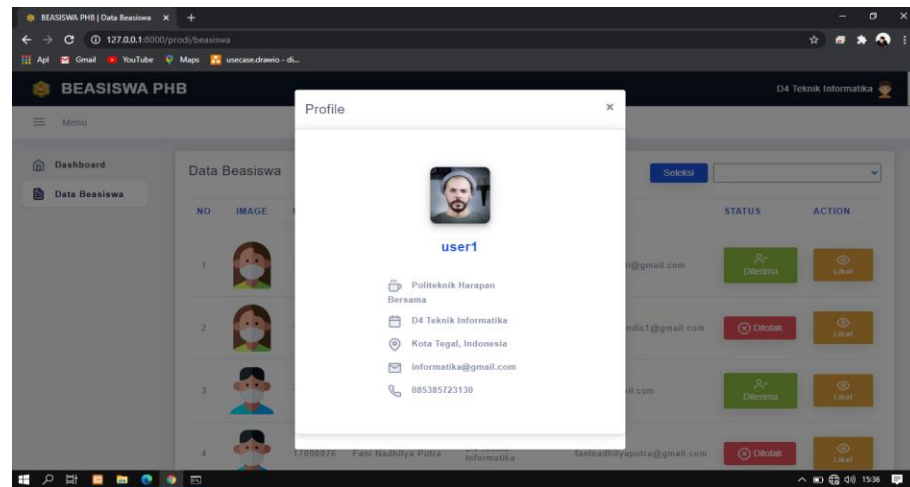 BEASISWA PHB | Data Beasiswa
127.0.0.1:8000/prodi/beasiswa
Apl Gmail YouTube Maps usecase.drawio - di...
BEASISWA PHB
D4 Teknik Informatika
Menu
Dashboard
Data Beasiswa
Data Beasiswa
Seleksi
NO IMAGE STATUS ACTION
1 @gmail.com Diterima Lihat
2 ndis1@gmail.com Ditolak Lihat
3 il.com Diterima Lihat
4 17090076 Fani Nadhitya Putra Informatika faninadhityaputra@gmail.com Ditolak Lihat
Profile
×
user1
Politeknik Harapan
Bersama
D4 Teknik Informatika
Kota Tegal, Indonesia
informatika@gmail.com
085385723130
15:36